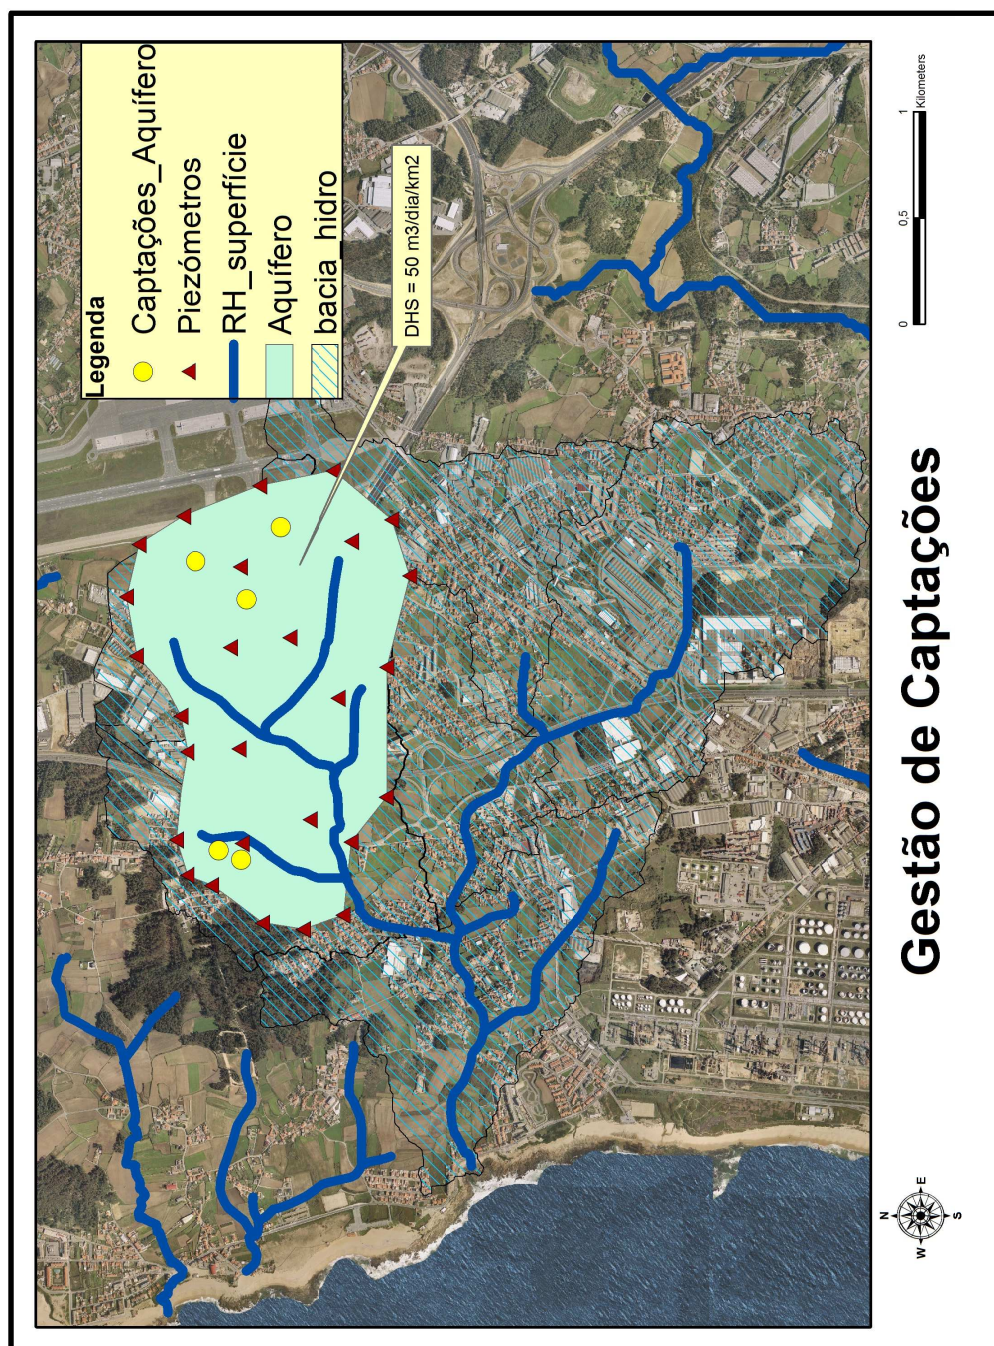 Legenda
Captações_Aquífero
Piezómetros
RH_superfície
Aquífero
bacia_hidro
DHS = 50 m3/dia/km2
0
0,5
1
Kilometers
Gestão de Captações
N
W
E
S